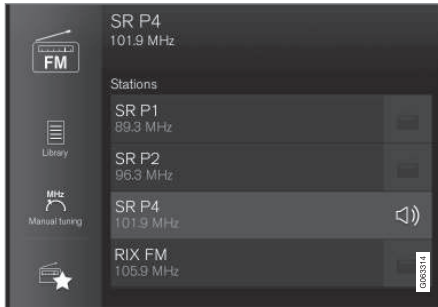 SR P4
101.9 MHz
FM
Stations
SR P1
89.3 MHz
Library
SR P2
96.3 MHz
MHz
Manual tuning
SR P4
101.9 MHz
RIX FM
105.9 MHz
G063314